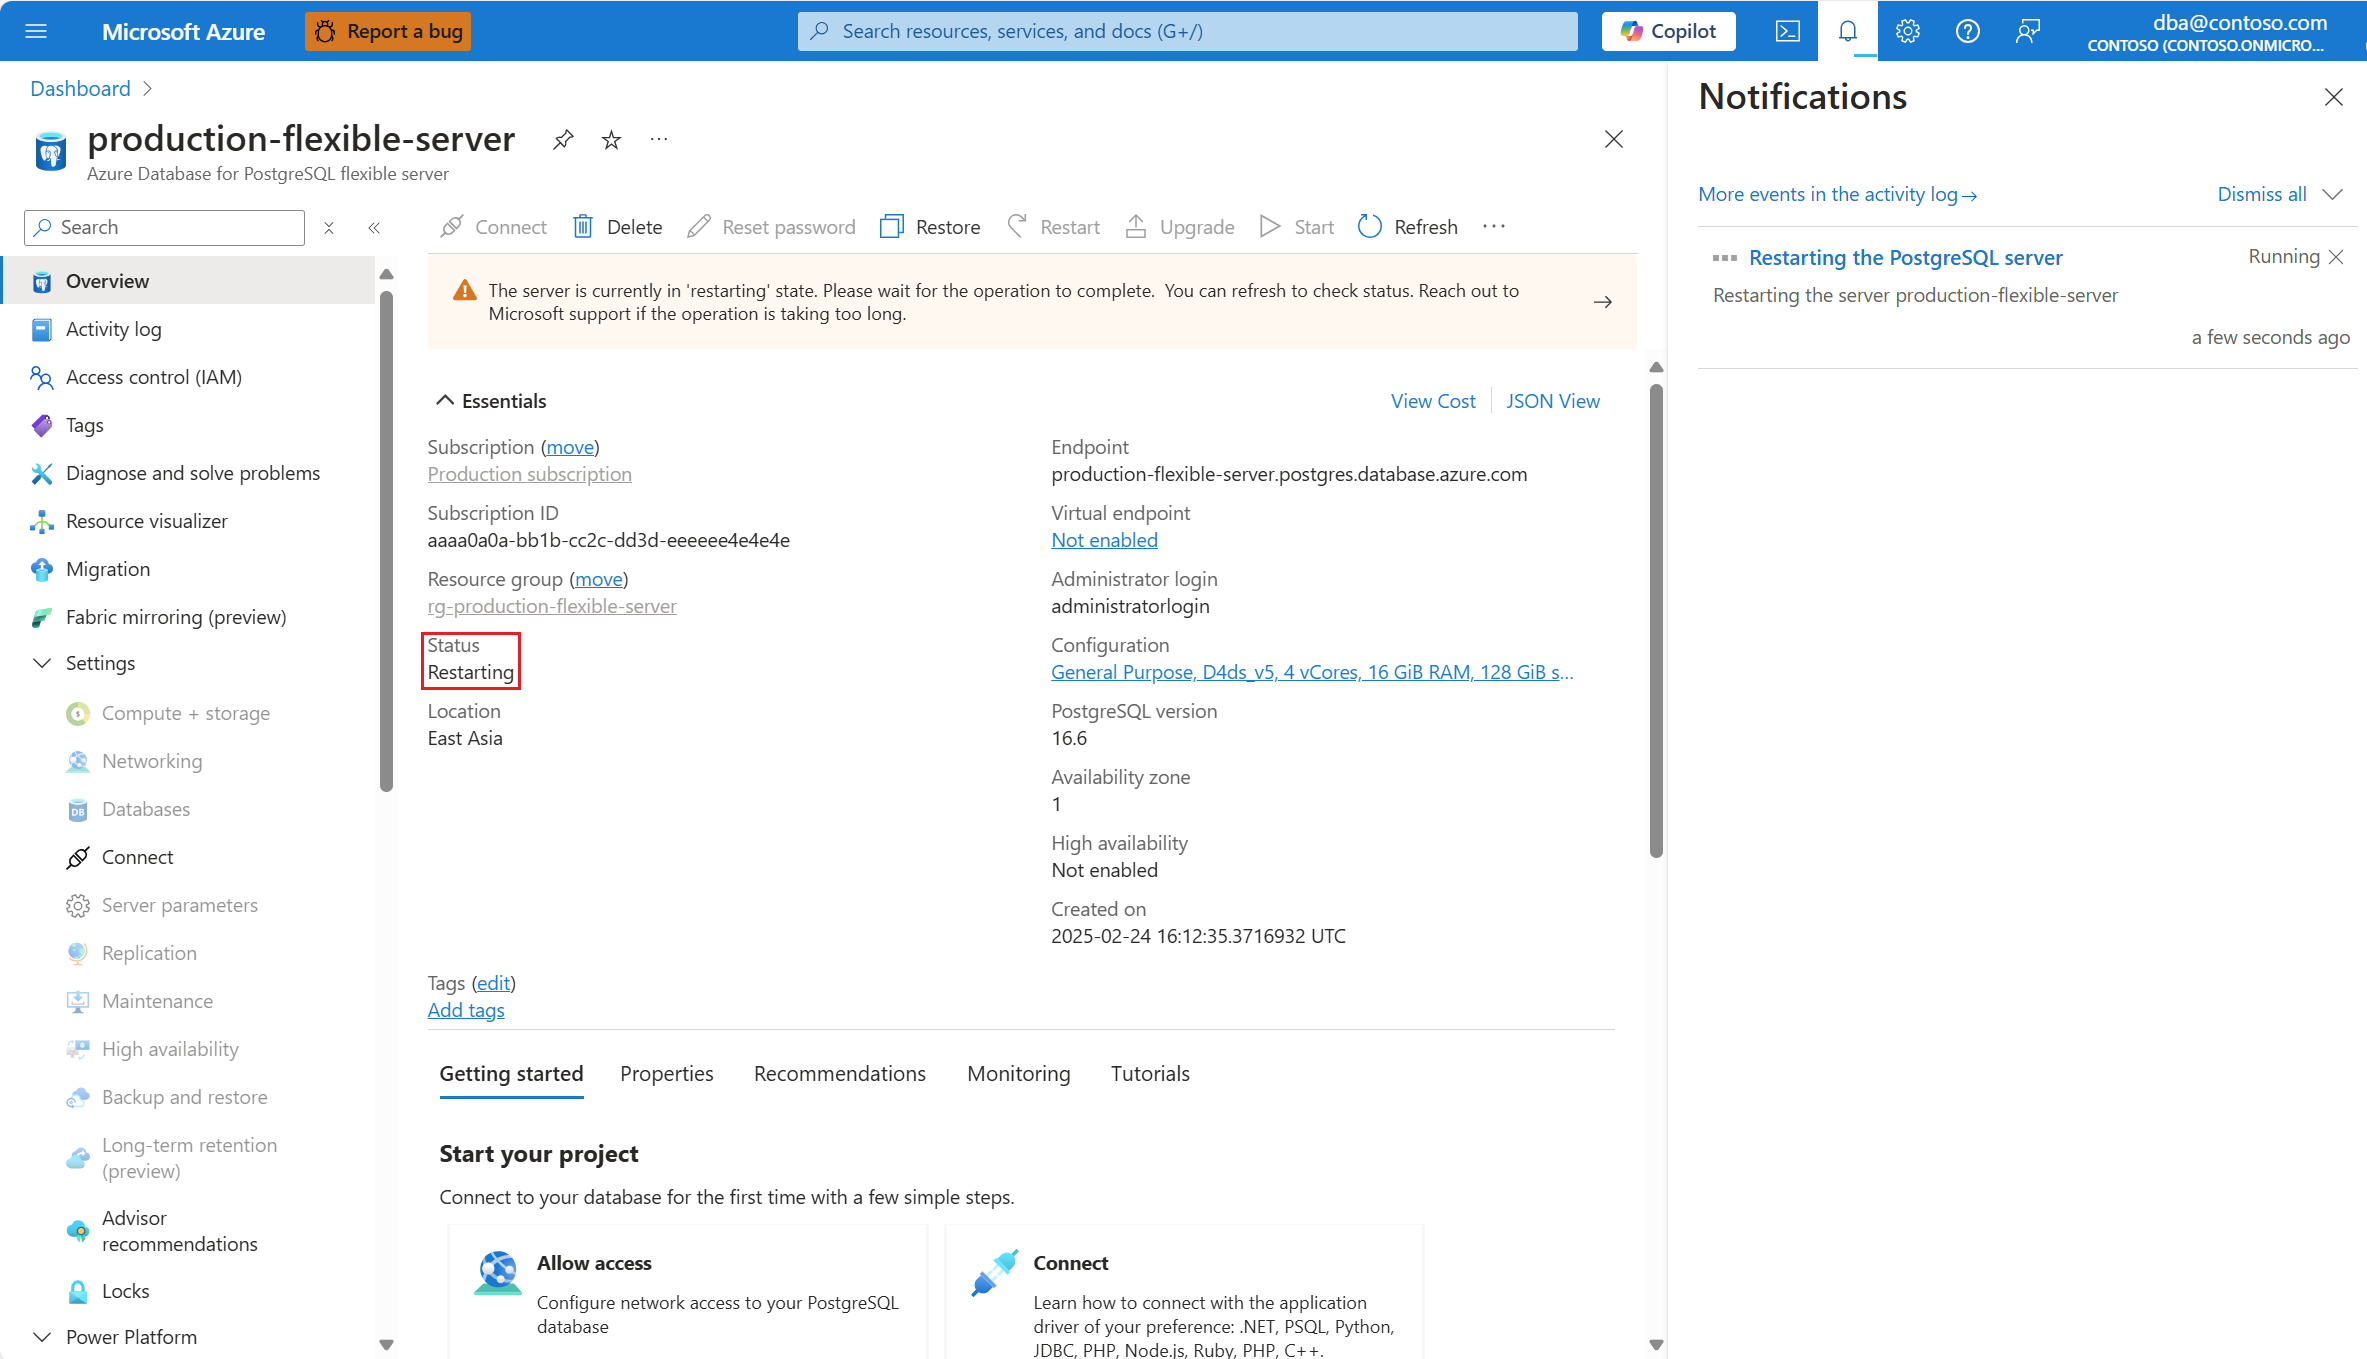 Microsoft Azure
Report a bug
Search resources, services, and docs (G+/)
Copilot
dba@contoso.com
CONTOSO (CONTOSO.ONMICRO...
Dashboard
production-flexible-server
Azure Database for PostgreSQL flexible server
Search
Overview
Activity log
Access control (IAM)
Tags
Diagnose and solve problems
Resource visualizer
Migration
Fabric mirroring (preview)
Settings
Compute + storage
Networking
Databases
Connect
Server parameters
Replication
Maintenance
High availability
Backup and restore
Long-term retention
(preview)
Advisor
recommendations
Locks
Power Platform
Connect
Delete
Reset password
Restore
Restart
Upgrade
Start
Refresh
The server is currently in 'restarting' state. Please wait for the operation to complete. You can refresh to check status. Reach out to
Microsoft support if the operation is taking too long.
Essentials
View Cost
JSON View
Subscription (move)
Production subscription
Subscription ID
aaaa0a0a-bb1b-cc2c-dd3d-eeeeee4e4e4e
Resource group (move)
rg-production-flexible-server
Status
Restarting
Location
East Asia
Endpoint
production-flexible-server.postgres.database.azure.com
Virtual endpoint
Not enabled
Administrator login
administratorlogin
Configuration
General Purpose, D4ds_v5, 4 vCores, 16 GiB RAM, 128 GiB s...
PostgreSQL version
16.6
Availability zone
1
High availability
Not enabled
Created on
2025-02-24 16:12:35.3716932 UTC
Tags (edit)
Add tags
Getting started
Properties
Recommendations
Monitoring
Tutorials
Start your project
Connect to your database for the first time with a few simple steps.
Allow access
Configure network access to your PostgreSQL
database
Connect
Learn how to connect with the application
driver of your preference: .NET, PSQL, Python,
JDBC, PHP, Node.js, Ruby, PHP, C++.
Notifications
More events in the activity log→
Dismiss all
Restarting the PostgreSQL server
Running
Restarting the server production-flexible-server
a few seconds ago